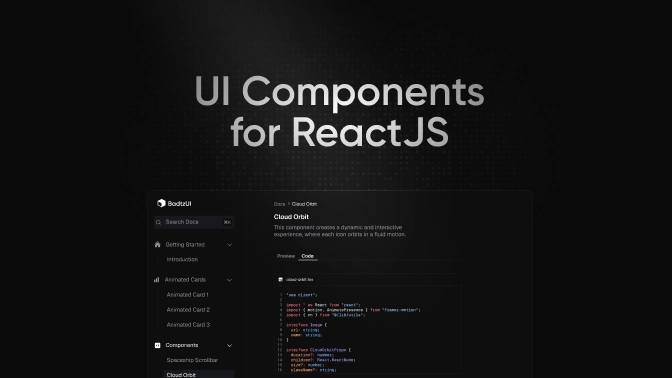 UI Components
for ReactJS
BadtzUI
Search Docs
⌘K
Getting Started
Introduction
Animated Cards
Animated Card 1
Animated Card 2
Animated Card 3
Components
Spaceship Scrollbar
Cloud Orbit
Docs > Cloud Orbit
Cloud Orbit
This component creates a dynamic and interactive
experience, where each icon orbits in a fluid motion.
Preview Code
cloud-orbit.tsx
1 "use client";
2
3 import * as React from "react";
4 import { motion, AnimatePresence } from "framer-motion";
5 import { cn } from "@/lib/utils";
6
7 interface Image {
8 url: string;
9 name: string;
10 }
11
12 interface CloudOrbitProps {
13 duration?: number;
14 children?: React.ReactNode;
15 size?: number;
16 className?: string;